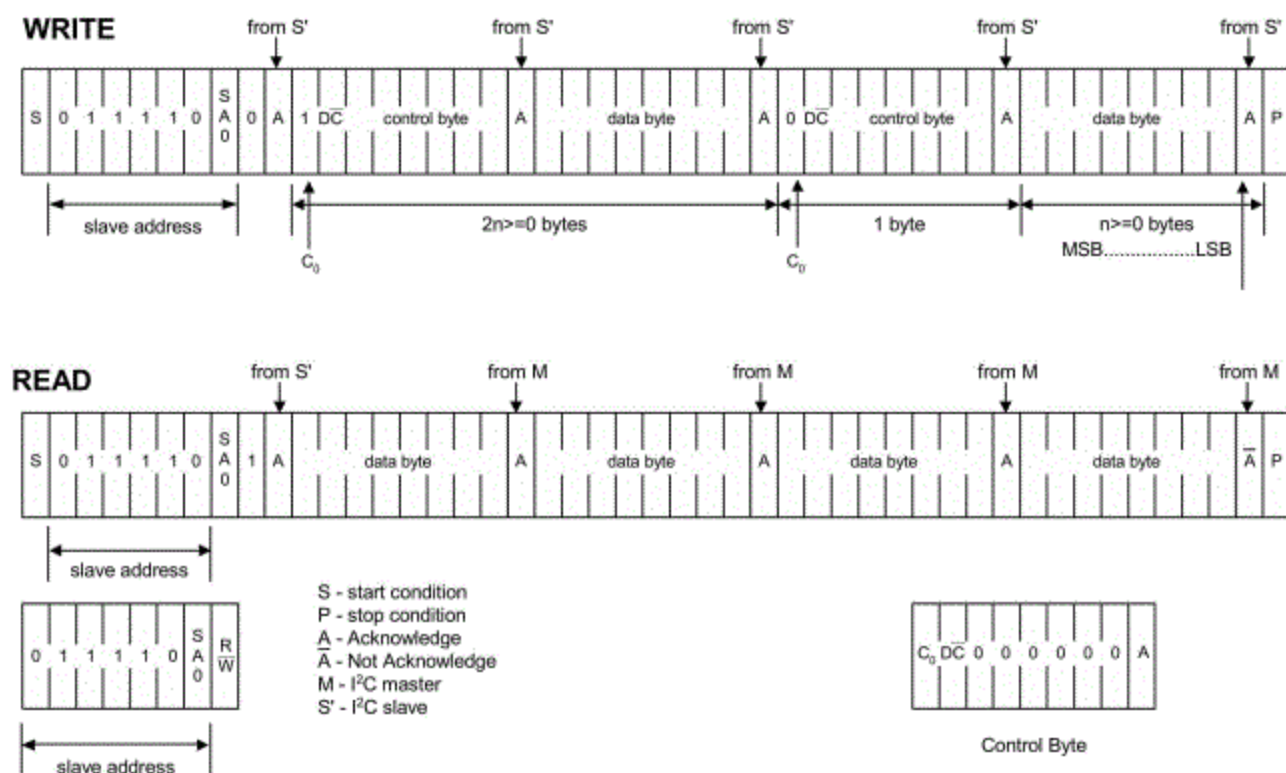 WRITE
from S' from S' from S' from S' from S'
S 0 1 1 1 1 0 SA0 0 A 1 DC̅ control byte A data byte A 0 DC̅ control byte A data byte A P
slave address 2n>=0 bytes 1 byte n>=0 bytes
MSB.................LSB
C₀ C₀
READ
from S' from M from M from M from M
S 0 1 1 1 1 0 SA0 1 A data byte A data byte A data byte A data byte A̅ P
slave address
S - start condition
P - stop condition
A - Acknowledge
A̅ - Not Acknowledge
M - I²C master
S' - I²C slave
0 1 1 1 1 0 SA0 R/W̅
slave address
C₀ DC̅ 0 0 0 0 0 0 A
Control Byte